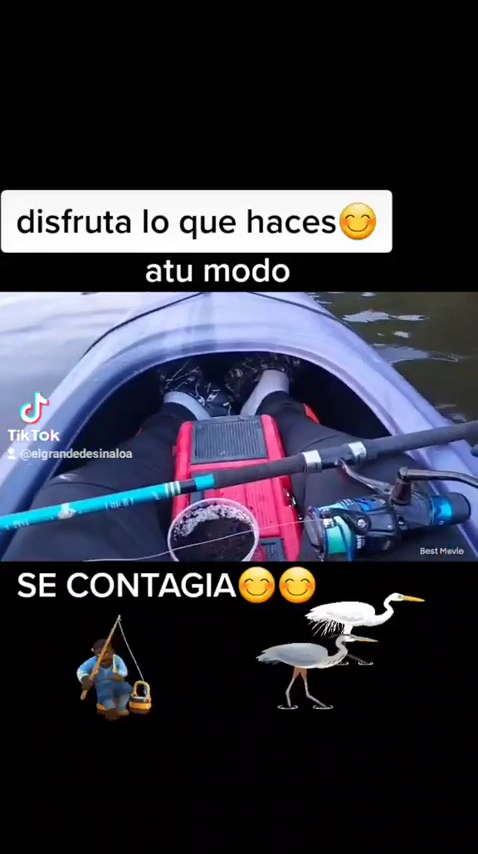 disfruta lo que haces😊
atu modo
TikTok
@elgrandedesinaloa
Best Movie
SE CONTAGIA😊😊